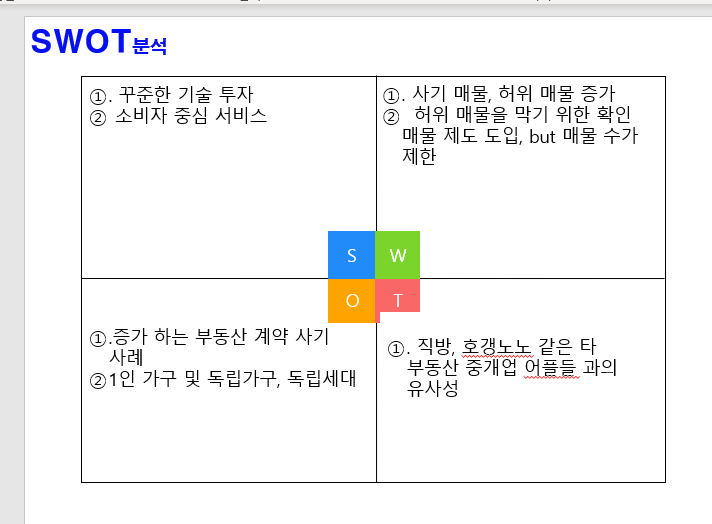 SWOT분석
①. 꾸준한 기술 투자
② 소비자 중심 서비스
①. 사기 매물, 허위 매물 증가
② 허위 매물을 막기 위한 확인
매물 제도 도입, but 매물 수가
제한
S
W
O
T
①.증가 하는 부동산 계약 사기
사례
②1인 가구 및 독립가구, 독립세대
①. 직방, 호갱노노 같은 타
부동산 중개업 어플들 과의
유사성